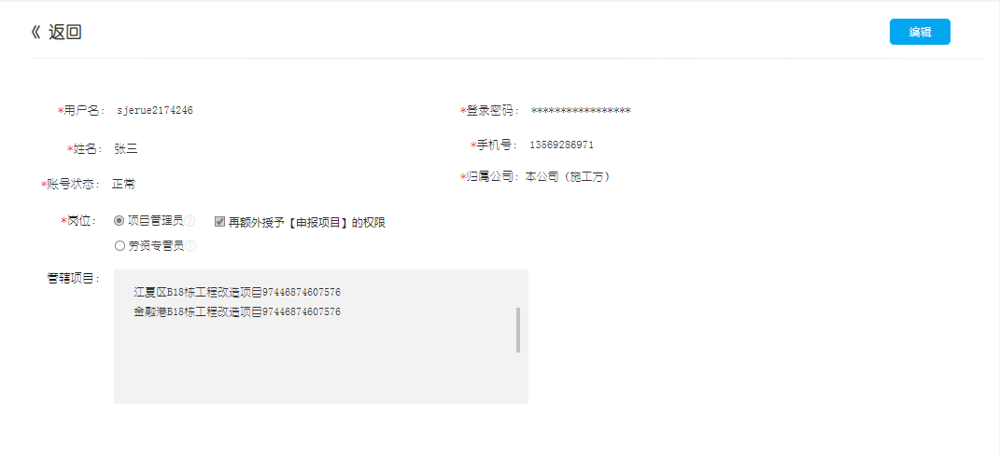 《 返回
编辑
*用户名： sjerue2174246
*登录密码： *****************
*姓名： 张三
*手机号： 13569286971
*账号状态： 正常
*归属公司：本公司（施工方）
*岗位： 项目管理员? 再额外授予【申报项目】的权限
劳资专管员?
管辖项目：
江夏区B18栋工程改造项目97446874607576
金融港B18栋工程改造项目97446874607576